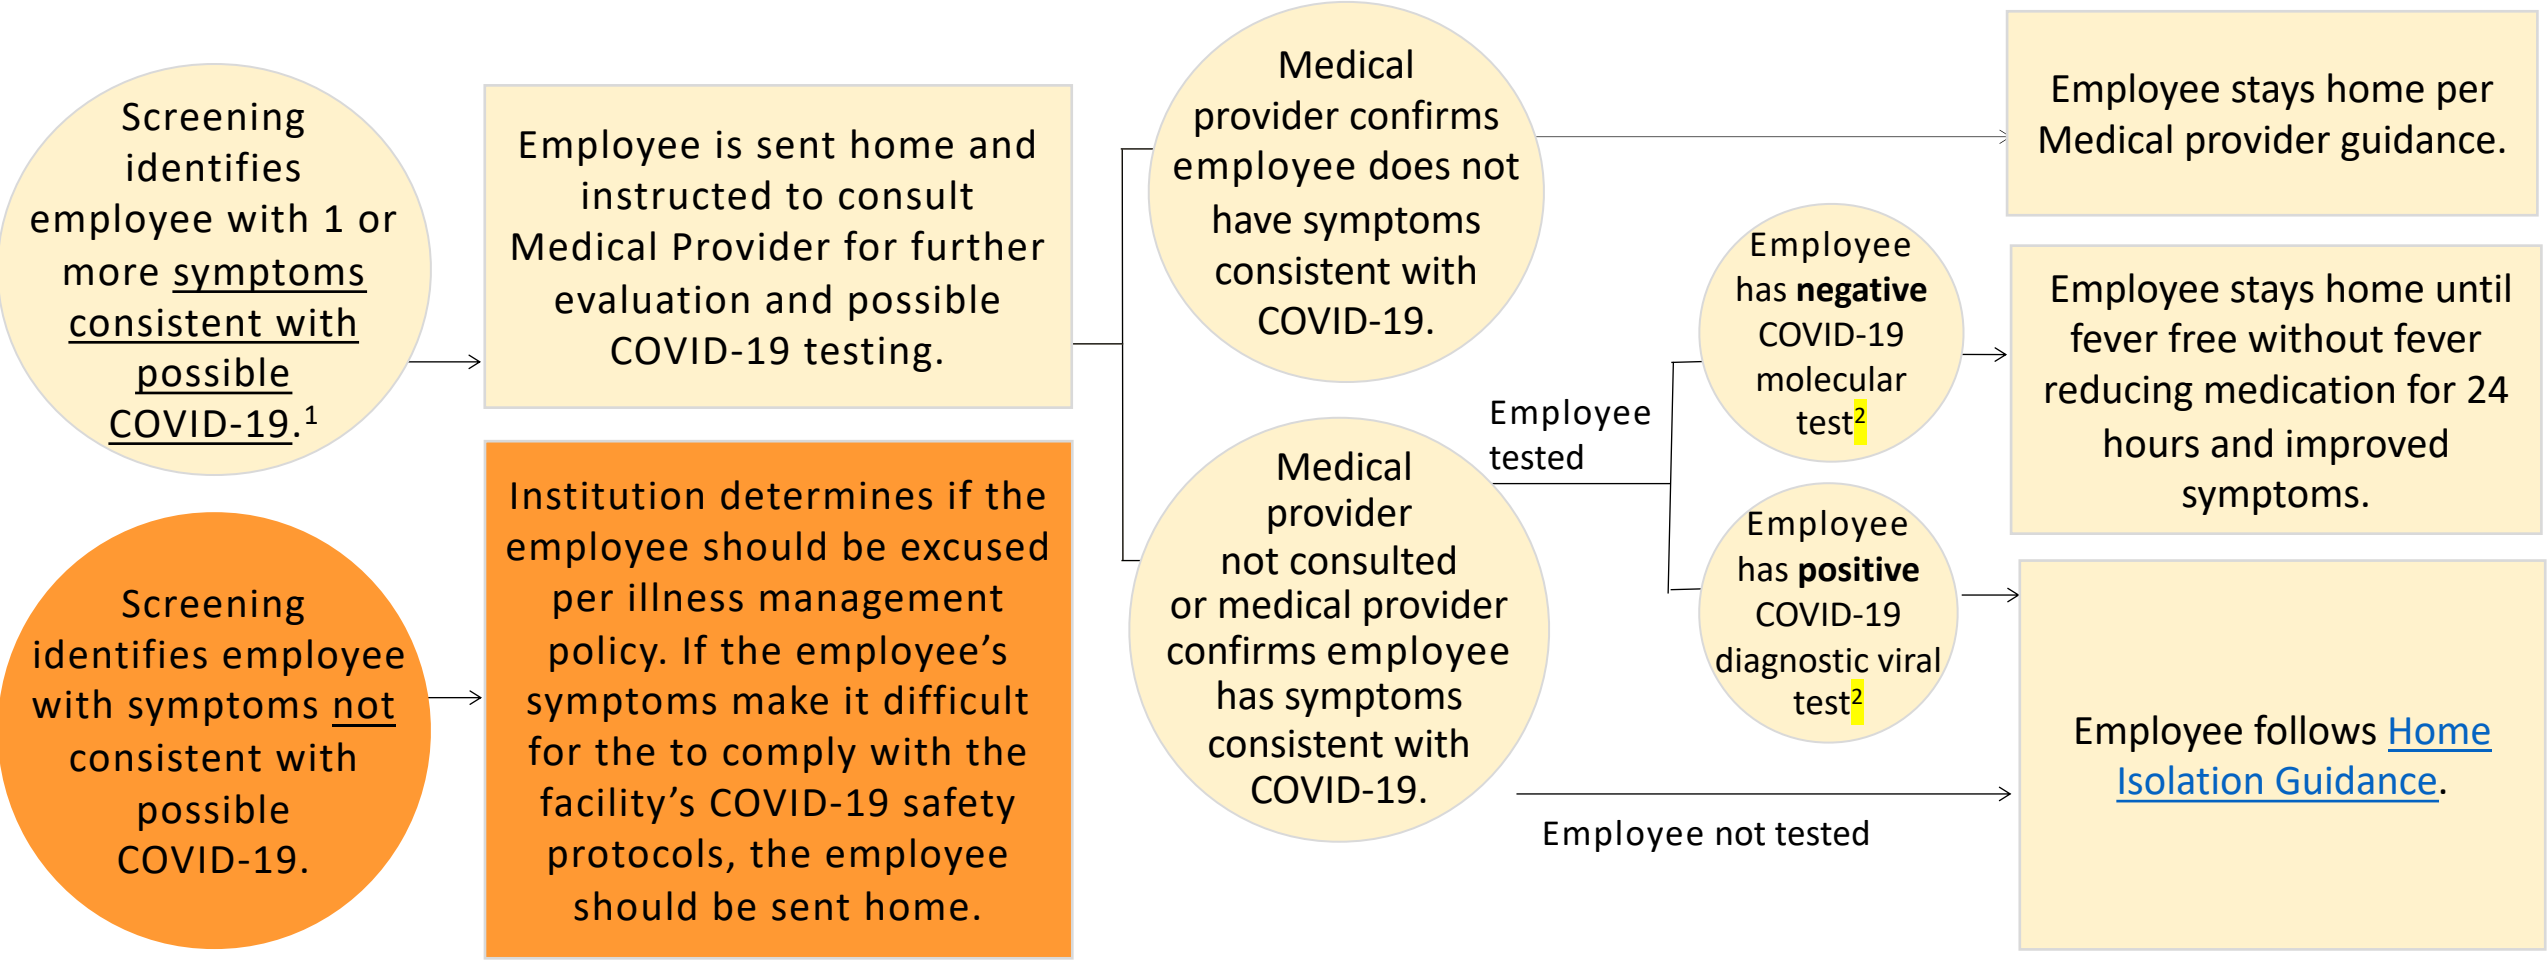 Screening
identifies
employee with 1 or
more symptoms
consistent with
possible
COVID-19.¹
Employee is sent home and
instructed to consult
Medical Provider for further
evaluation and possible
COVID-19 testing.
Medical
provider confirms
employee does not
have symptoms
consistent with
COVID-19.
Employee stays home per
Medical provider guidance.
Screening
identifies employee
with symptoms not
consistent with
possible
COVID-19.
Institution determines if the
employee should be excused
per illness management
policy. If the employee’s
symptoms make it difficult
for the to comply with the
facility’s COVID-19 safety
protocols, the employee
should be sent home.
Medical
provider
not consulted
or medical provider
confirms employee
has symptoms
consistent with
COVID-19.
Employee
tested
Employee
has negative
COVID-19
molecular
test²
Employee stays home until
fever free without fever
reducing medication for 24
hours and improved
symptoms.
Employee
has positive
COVID-19
diagnostic viral
test²
Employee not tested
Employee follows Home
Isolation Guidance.